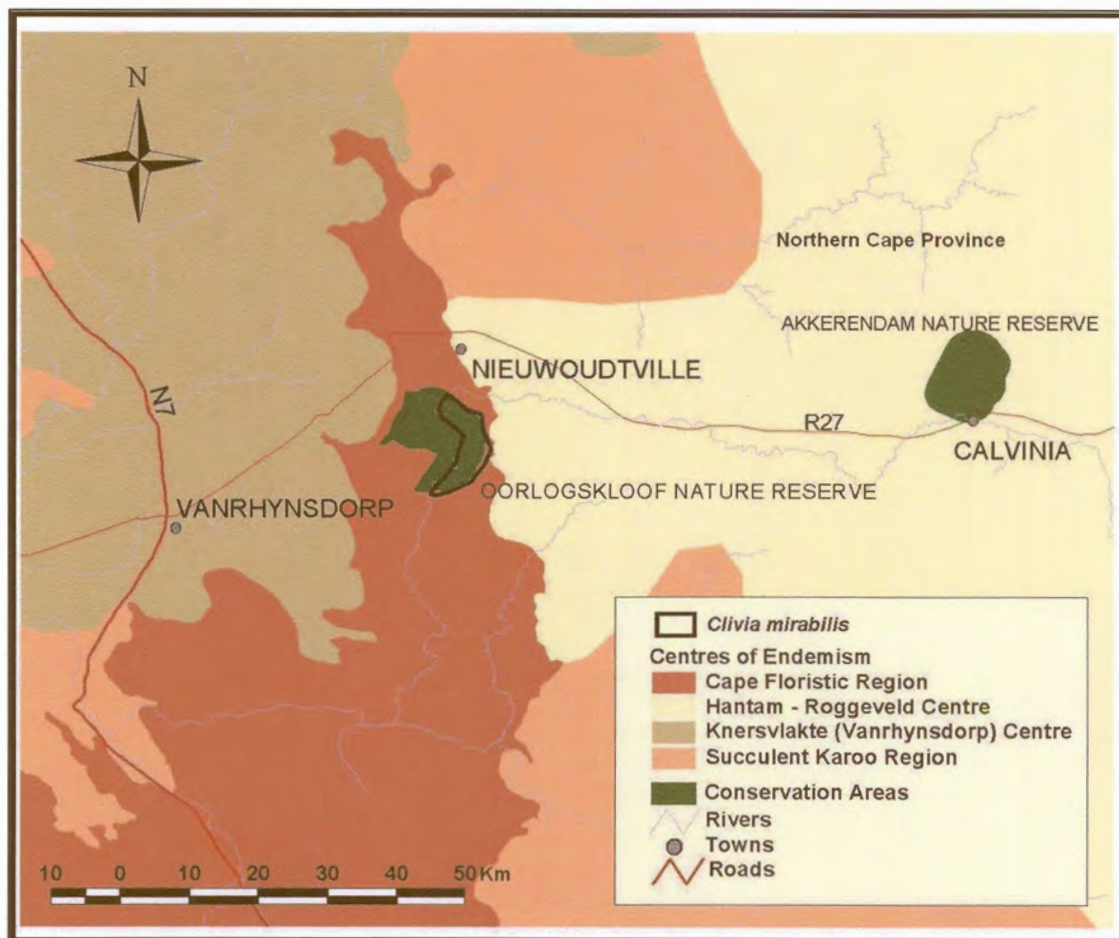 N
Northern Cape Province
AKKERENDAM NATURE RESERVE
NIEUWOUDTVILLE
N7
R27
CALVINIA
OORLOGSKLOOF NATURE RESERVE
VANRHYNSDORP
Clivia mirabilis
Centres of Endemism
Cape Floristic Region
Hantam - Roggeveld Centre
Knersvlakte (Vanrhynsdorp) Centre
Succulent Karoo Region
Conservation Areas
Rivers
Towns
Roads
10 0 10 20 30 40 50 Km